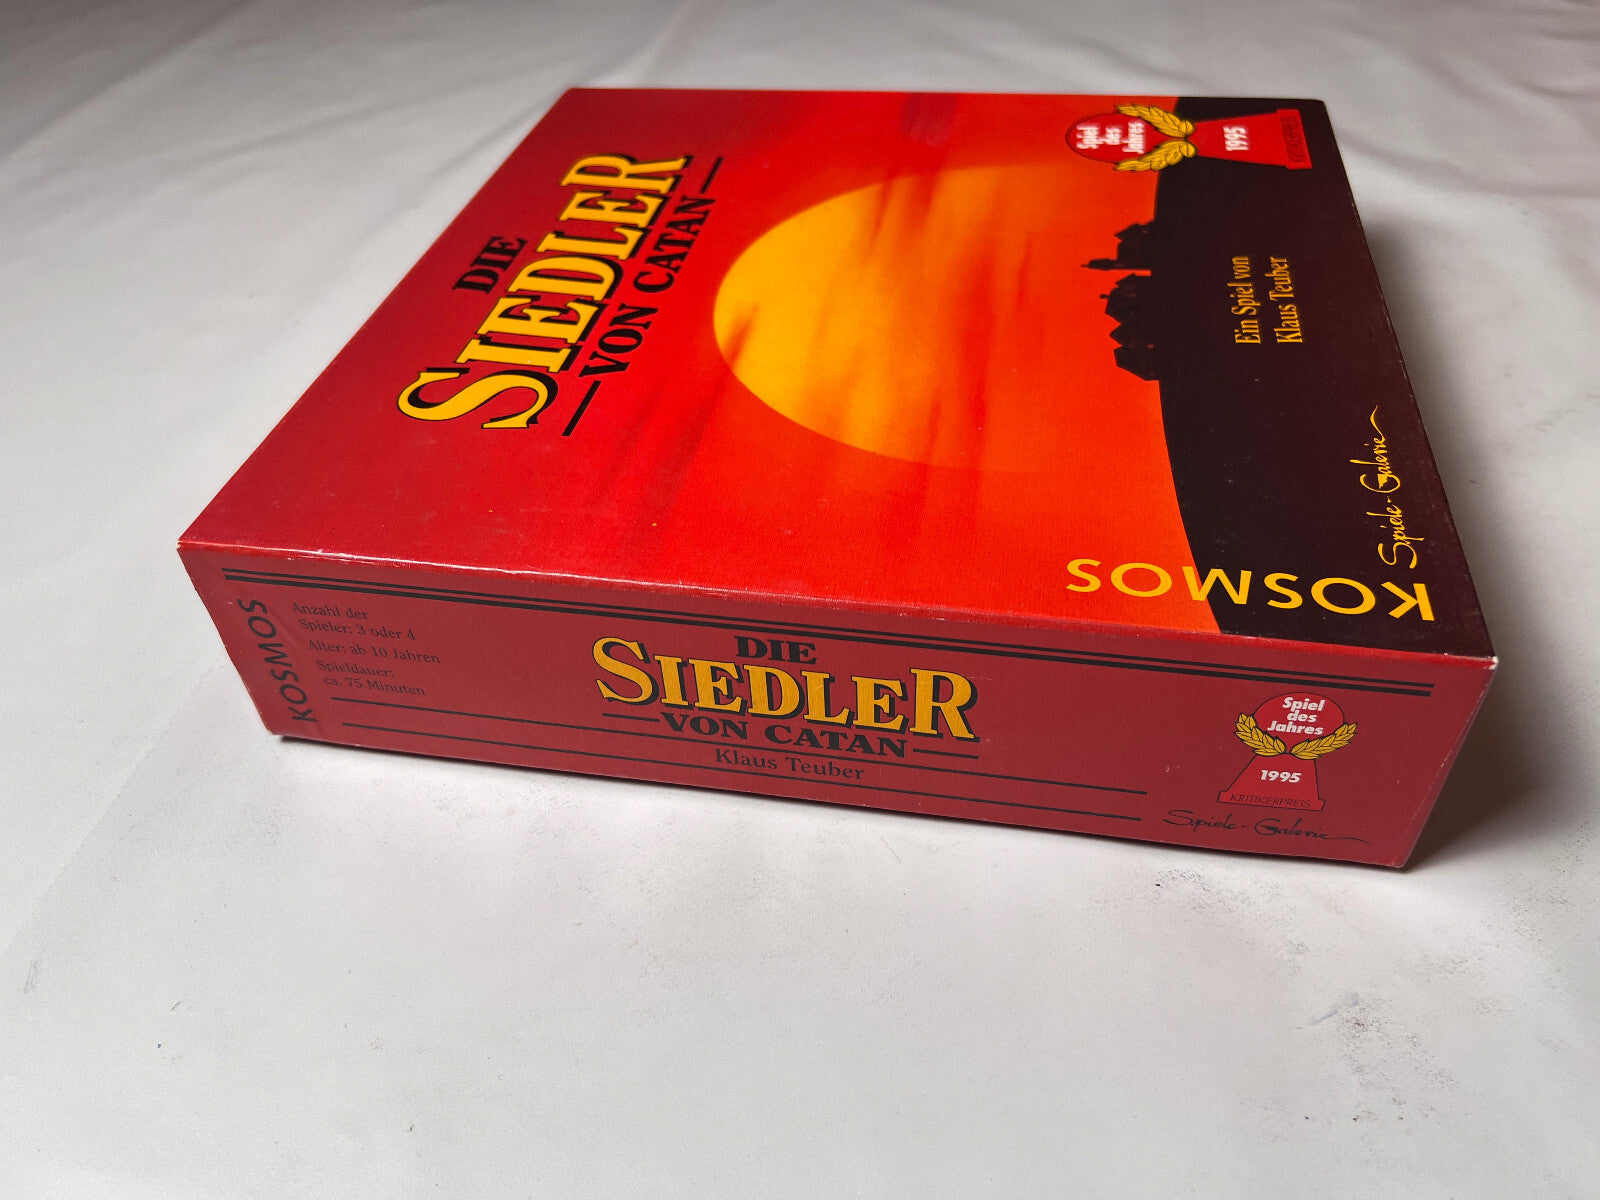 DIE
SIEDLER
VON CATAN
Spiel
des
Jahres
1995
KRITIKERPREIS
Ein Spiel von
Klaus Teuber
Spiele-Galerie
KOSMOS
KOSMOS
Anzahl der
Spieler: 3 oder 4
Alter: ab 10 Jahren
Spieldauer:
ca. 75 Minuten
DIE
SIEDLER
VON CATAN
Klaus Teuber
Spiel
des
Jahres
1995
KRITIKERPREIS
Spiele-Galerie